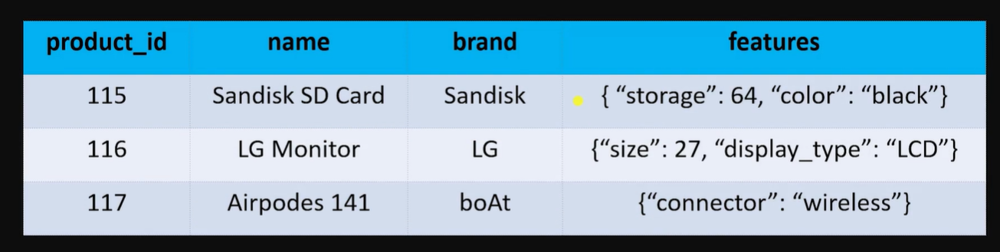 product_id name brand features
115 Sandisk SD Card Sandisk { “storage”: 64, “color”: “black”}
116 LG Monitor LG {“size”: 27, “display_type”: “LCD”}
117 Airpodes 141 boAt {“connector”: “wireless”}